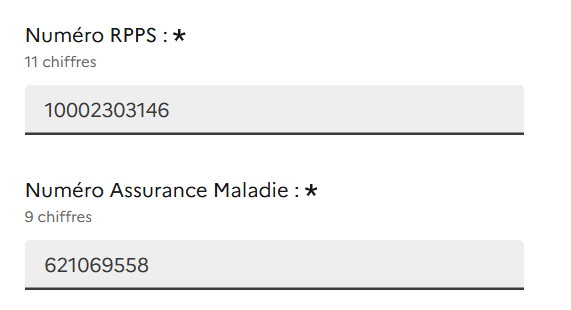 Numéro RPPS : *
11 chiffres
10002303146
Numéro Assurance Maladie : *
9 chiffres
621069558